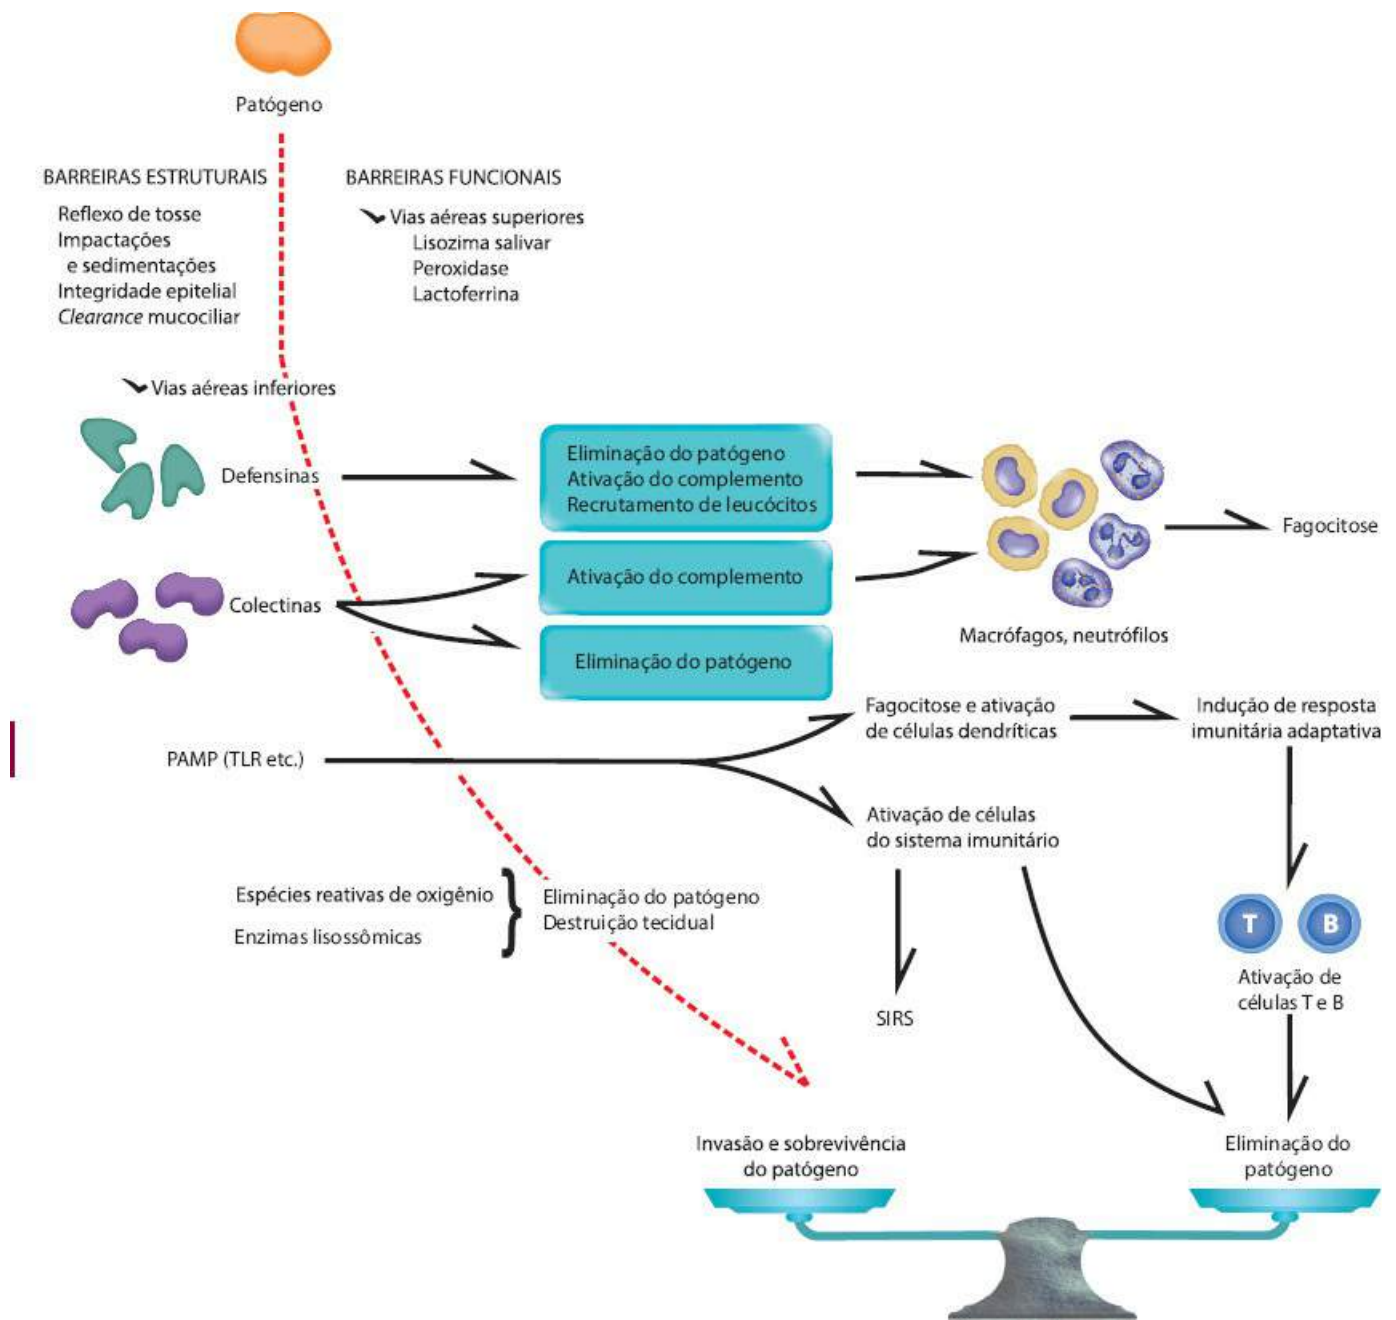 Patógeno
BARREIRAS ESTRUTURAIS
Reflexo de tosse
Impactações
e sedimentações
Integridade epitelial
Clearance mucociliar
BARREIRAS FUNCIONAIS
Vias aéreas superiores
Lisozima salivar
Peroxidase
Lactoferrina
Vias aéreas inferiores
Defensinas
Eliminação do patógeno
Ativação do complemento
Recrutamento de leucócitos
Fagocitose
Colectinas
Ativação do complemento
Eliminação do patógeno
Macrófagos, neutrófilos
PAMP (TLR etc.)
Fagocitose e ativação
de células dendríticas
Indução de resposta
imunitária adaptativa
Ativação de células
do sistema imunitário
Espécies reativas de oxigênio
Enzimas lisossômicas
Eliminação do patógeno
Destruição tecidual
T
B
Ativação de
células T e B
SIRS
Invasão e sobrevivência
do patógeno
Eliminação do
patógeno